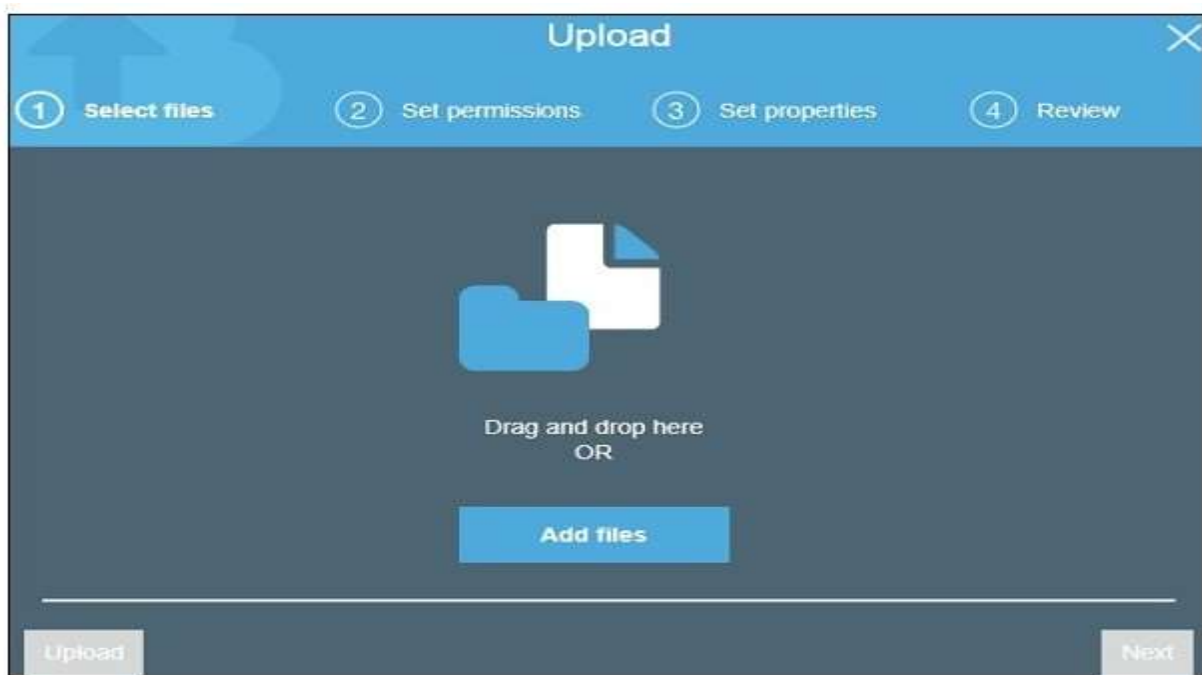 Upload
1 Select files
2 Set permissions
3 Set properties
4 Review
Drag and drop here
OR
Add files
Upload
Next